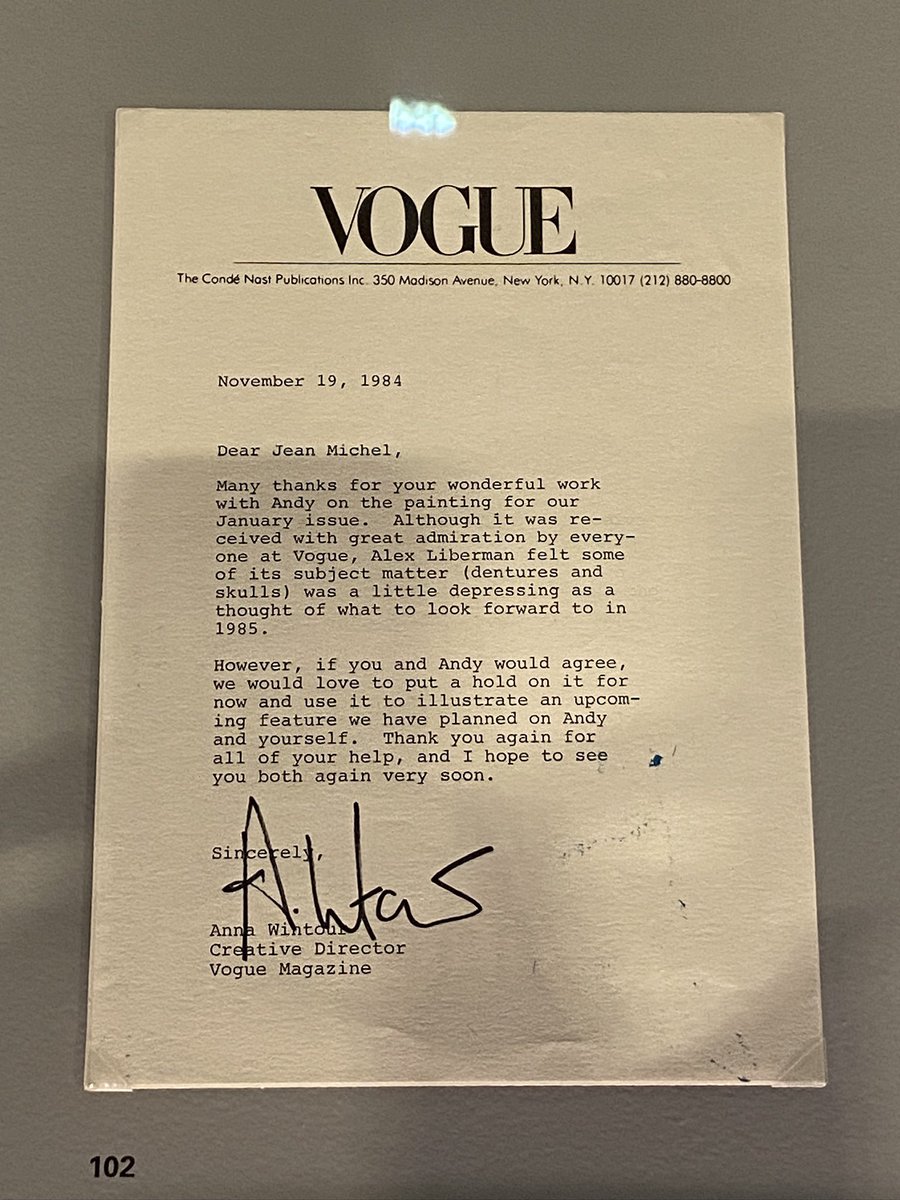 VOGUE
The Condé Nast Publications Inc. 350 Madison Avenue, New York, N.Y. 10017 (212) 880-8800
November 19, 1984
Dear Jean Michel,
Many thanks for your wonderful work
with Andy on the painting for our
January issue. Although it was re-
ceived with great admiration by every-
one at Vogue, Alex Liberman felt some
of its subject matter (dentures and
skulls) was a little depressing as a
thought of what to look forward to in
1985.
However, if you and Andy would agree,
we would love to put a hold on it for
now and use it to illustrate an upcom-
ing feature we have planned on Andy
and yourself. Thank you again for
all of your help, and I hope to see
you both again very soon.
Sincerely,
Anna Wintour
Creative Director
Vogue Magazine
102